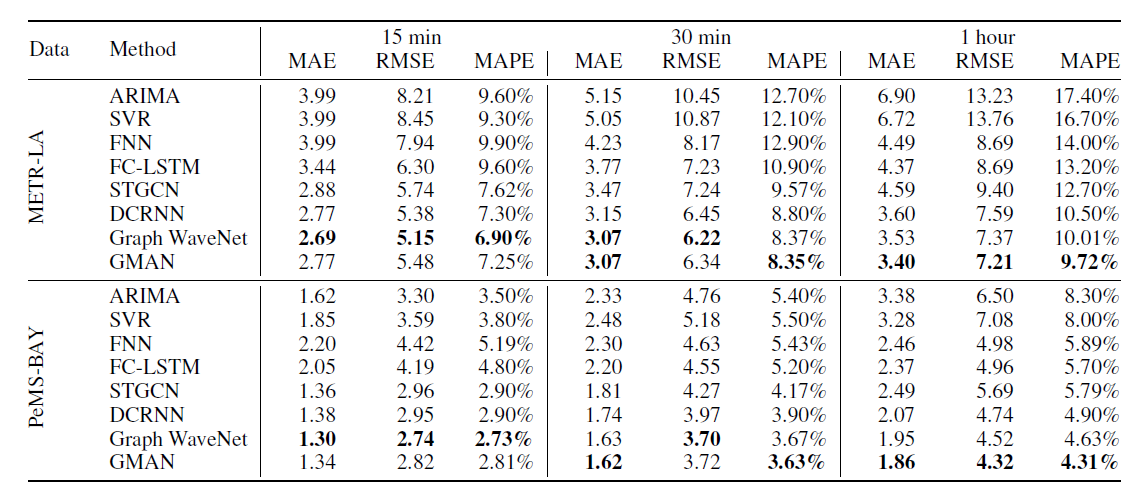 Data Method 15 min 30 min 1 hour
MAE RMSE MAPE MAE RMSE MAPE MAE RMSE MAPE
METR-LA
ARIMA 3.99 8.21 9.60% 5.15 10.45 12.70% 6.90 13.23 17.40%
SVR 3.99 8.45 9.30% 5.05 10.87 12.10% 6.72 13.76 16.70%
FNN 3.99 7.94 9.90% 4.23 8.17 12.90% 4.49 8.69 14.00%
FC-LSTM 3.44 6.30 9.60% 3.77 7.23 10.90% 4.37 8.69 13.20%
STGCN 2.88 5.74 7.62% 3.47 7.24 9.57% 4.59 9.40 12.70%
DCRNN 2.77 5.38 7.30% 3.15 6.45 8.80% 3.60 7.59 10.50%
Graph WaveNet 2.69 5.15 6.90% 3.07 6.22 8.37% 3.53 7.37 10.01%
GMAN 2.77 5.48 7.25% 3.07 6.34 8.35% 3.40 7.21 9.72%
PeMS-BAY
ARIMA 1.62 3.30 3.50% 2.33 4.76 5.40% 3.38 6.50 8.30%
SVR 1.85 3.59 3.80% 2.48 5.18 5.50% 3.28 7.08 8.00%
FNN 2.20 4.42 5.19% 2.30 4.63 5.43% 2.46 4.98 5.89%
FC-LSTM 2.05 4.19 4.80% 2.20 4.55 5.20% 2.37 4.96 5.70%
STGCN 1.36 2.96 2.90% 1.81 4.27 4.17% 2.49 5.69 5.79%
DCRNN 1.38 2.95 2.90% 1.74 3.97 3.90% 2.07 4.74 4.90%
Graph WaveNet 1.30 2.74 2.73% 1.63 3.70 3.67% 1.95 4.52 4.63%
GMAN 1.34 2.82 2.81% 1.62 3.72 3.63% 1.86 4.32 4.31%